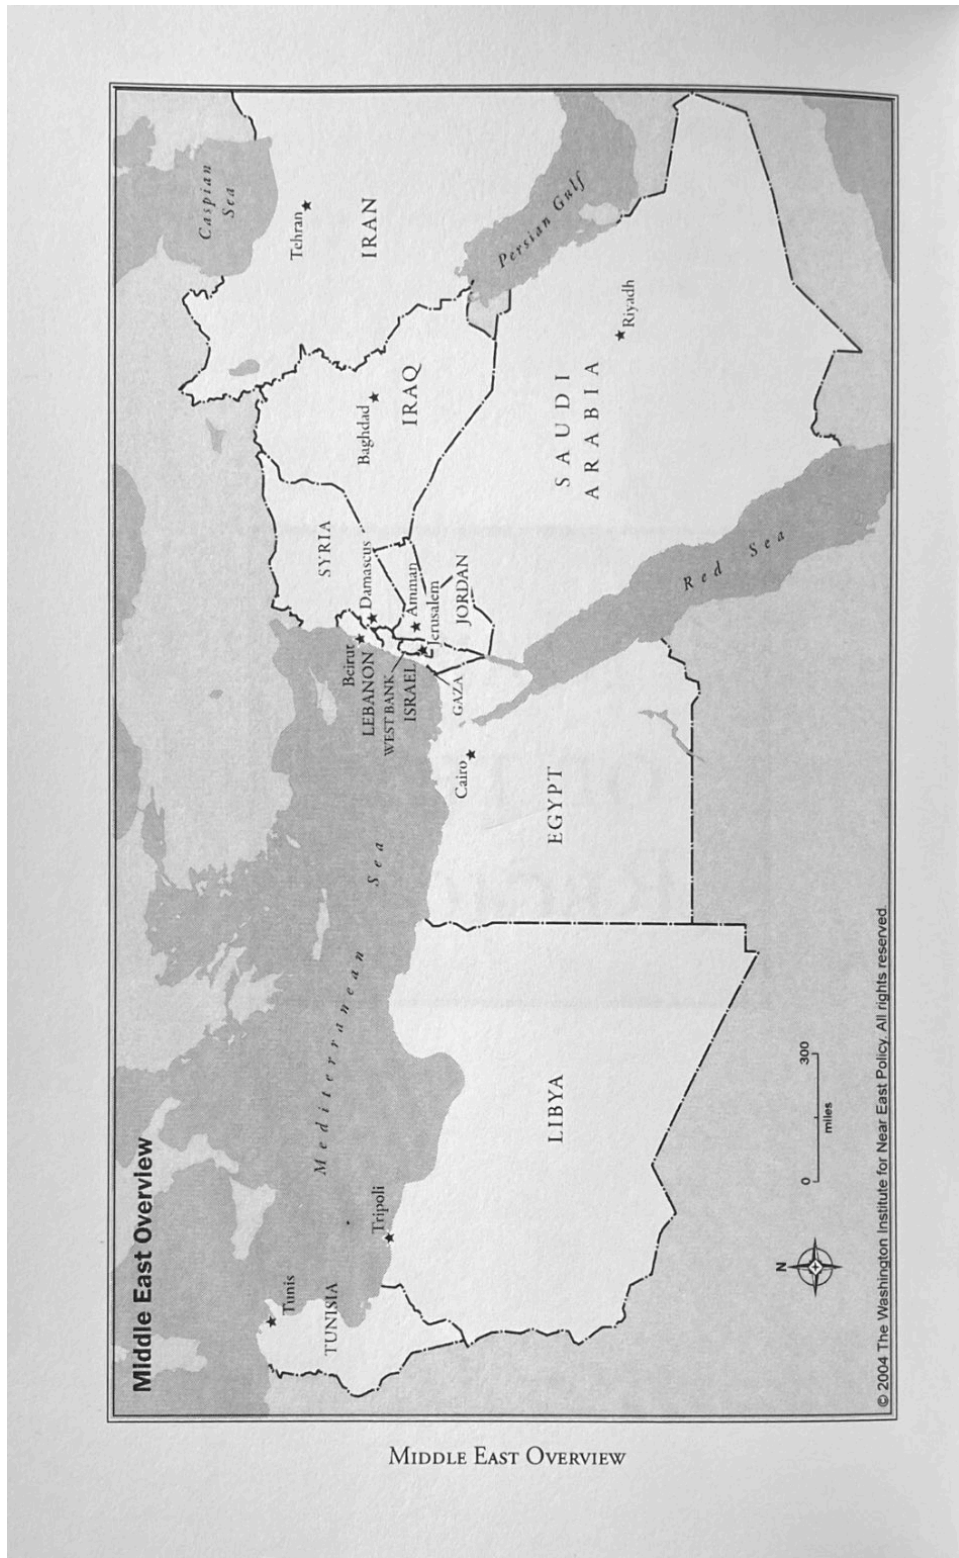 Middle East Overview
Caspian
Sea
Tehran
IRAN
Persian Gulf
Baghdad
IRAQ
SYRIA
Damascus
Beirut
LEBANON
WEST BANK
ISRAEL
Amman
Jerusalem
JORDAN
GAZA
Riyadh
SAUDI
ARABIA
Red Sea
Cairo
EGYPT
Mediterranean Sea
LIBYA
Tripoli
Tunis
TUNISIA
N
0 300
miles
© 2004 The Washington Institute for Near East Policy. All rights reserved.
MIDDLE EAST OVERVIEW